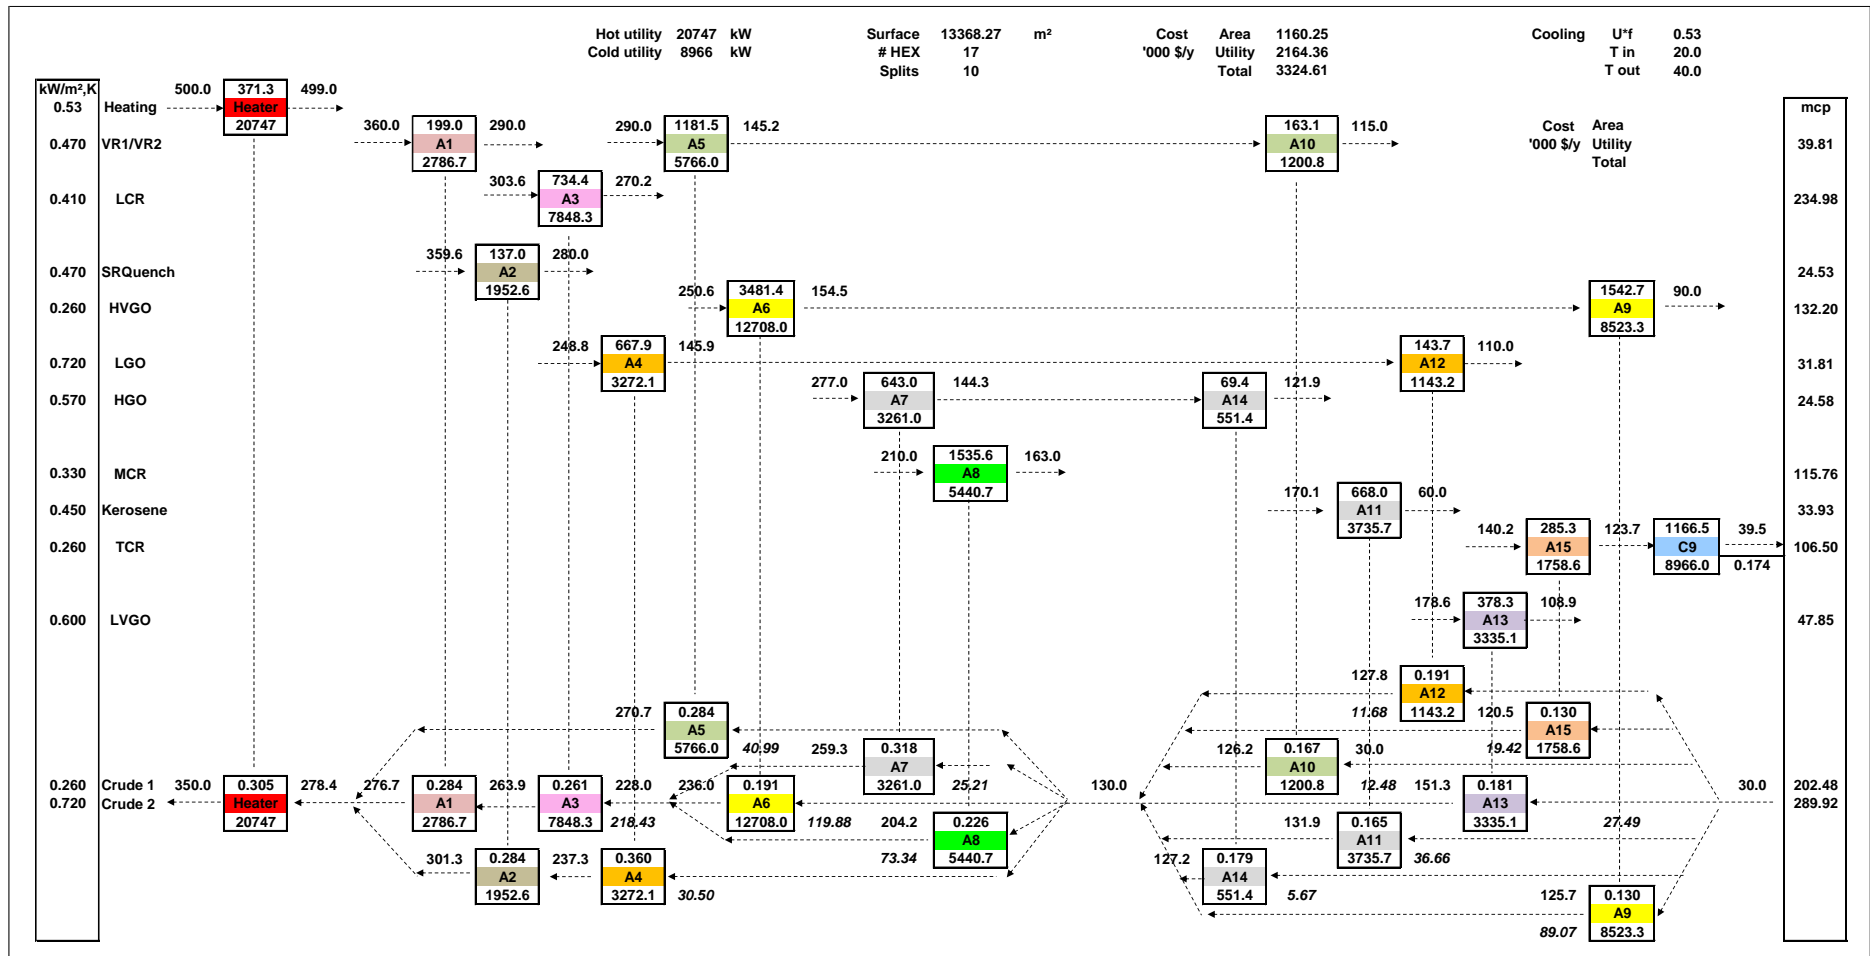 Hot utility 20747 kW Surface 13368.27 m² Cost Area 1160.25 Cooling U*f 0.53
Cold utility 8966 kW # HEX 17 '000 $/y Utility 2164.36 T in 20.0
Splits 10 Total 3324.61 T out 40.0
kW/m²,K 500.0 371.3 499.0
0.53 Heating Heater mcp
20747
360.0 199.0 290.0 290.0 1181.5 145.2 163.1 115.0 Cost Area
0.470 VR1/VR2 A1 A5 A10 '000 $/y Utility 39.81
2786.7 5766.0 1200.8 Total
303.6 734.4 270.2
0.410 LCR A3 234.98
7848.3
359.6 137.0 280.0
0.470 SRQuench A2 24.53
1952.6
250.6 3481.4 154.5 1542.7 90.0
0.260 HVGO A6 A9 132.20
12708.0 8523.3
248.8 667.9 145.9 143.7 110.0
0.720 LGO A4 A12 31.81
3272.1 1143.2
277.0 643.0 144.3 69.4 121.9
0.570 HGO A7 A14 24.58
3261.0 551.4
210.0 1535.6 163.0
0.330 MCR A8 115.76
5440.7
170.1 668.0 60.0
0.450 Kerosene A11 33.93
3735.7
140.2 285.3 123.7 1166.5 39.5
0.260 TCR A15 C9 106.50
1758.6 8966.0 0.174
178.6 378.3 108.9
0.600 LVGO A13 47.85
3335.1
127.8 0.191
A12
11.68 1143.2
270.7 0.284 120.5 0.130
A5 A15
5766.0 40.99 19.42 1758.6
259.3 0.318 126.2 0.167 30.0
A7 A10
3261.0 25.21 1200.8 12.48
0.260 Crude 1 350.0 0.305 278.4 276.7 0.284 263.9 0.261 228.0 236.0 0.191 130.0 151.3 0.181 30.0 202.48
0.720 Crude 2 Heater A1 A3 A6 A13 289.92
20747 2786.7 7848.3 218.43 12708.0 119.88 3335.1 27.49
204.2 0.226 131.9 0.165
A8 A11
73.34 5440.7 3735.7 36.66
301.3 0.284 237.3 0.360 127.2 0.179
A2 A4 A14
1952.6 3272.1 30.50 551.4 5.67
125.7 0.130
A9
89.07 8523.3